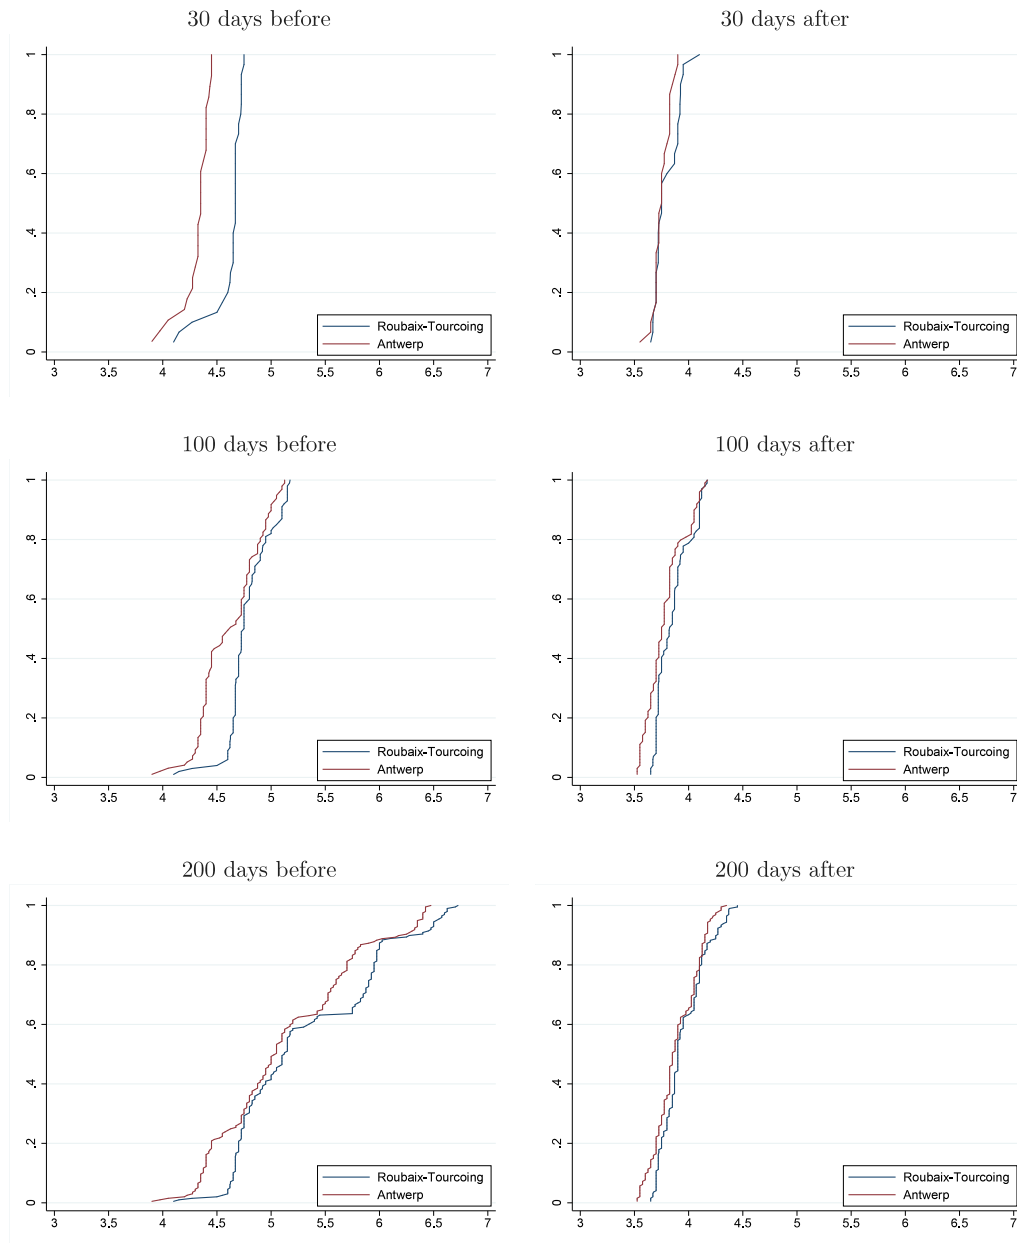 30 days before
30 days after
1
.8
.6
.4
.2
0
Roubaix-Tourcoing
Antwerp
3 3.5 4 4.5 5 5.5 6 6.5 7
1
.8
.6
.4
.2
0
Roubaix-Tourcoing
Antwerp
3 3.5 4 4.5 5 5.5 6 6.5 7
100 days before
100 days after
1
.8
.6
.4
.2
0
Roubaix-Tourcoing
Antwerp
3 3.5 4 4.5 5 5.5 6 6.5 7
1
.8
.6
.4
.2
0
Roubaix-Tourcoing
Antwerp
3 3.5 4 4.5 5 5.5 6 6.5 7
200 days before
200 days after
1
.8
.6
.4
.2
0
Roubaix-Tourcoing
Antwerp
3 3.5 4 4.5 5 5.5 6 6.5 7
1
.8
.6
.4
.2
0
Roubaix-Tourcoing
Antwerp
3 3.5 4 4.5 5 5.5 6 6.5 7